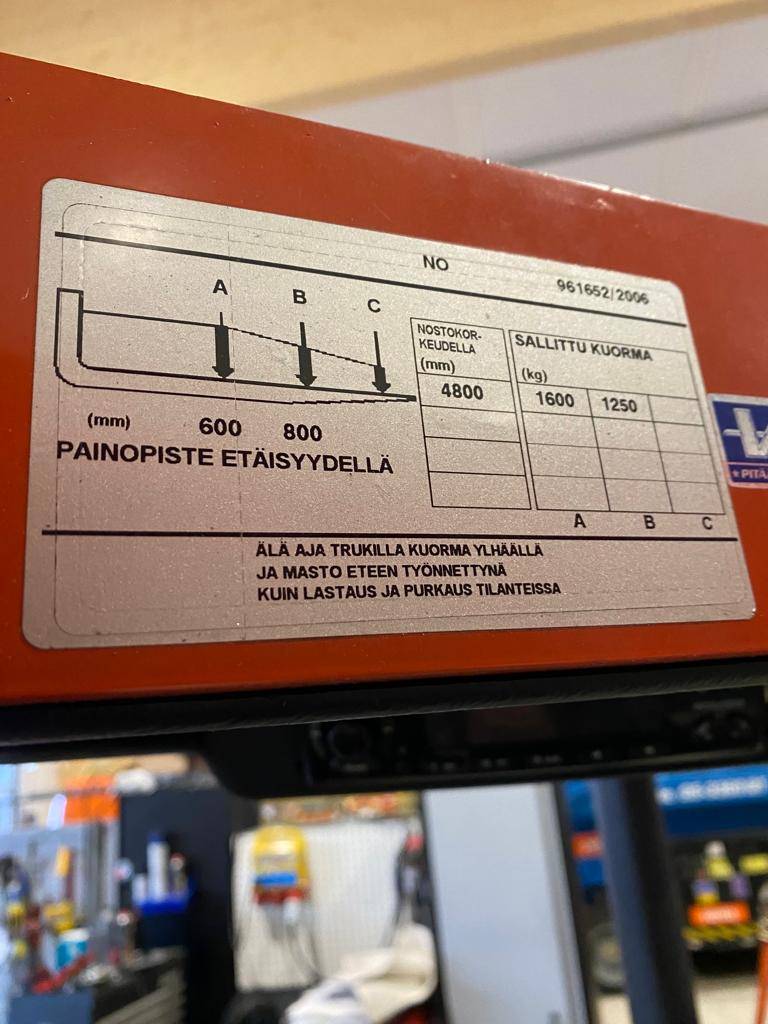 NO
961652/2006
A B C
NOSTOKOR-
KEUDELLA
(mm)
SALLITTU KUORMA
(kg)
4800 1600 1250
(mm) 600 800
PAINOPISTE ETÄISYYDELLÄ
A B C
ÄLÄ AJA TRUKILLA KUORMA YLHÄÄLLÄ
JA MASTO ETEEN TYÖNNETTYNÄ
KUIN LASTAUS JA PURKAUS TILANTEISSA